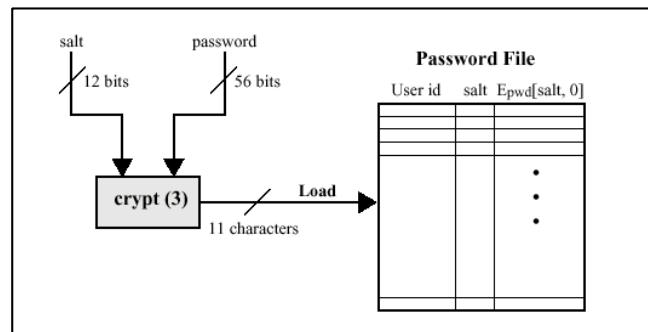 salt
password
12 bits
56 bits
crypt (3)
11 characters
Load
Password File
User id salt Epwd[salt, 0]